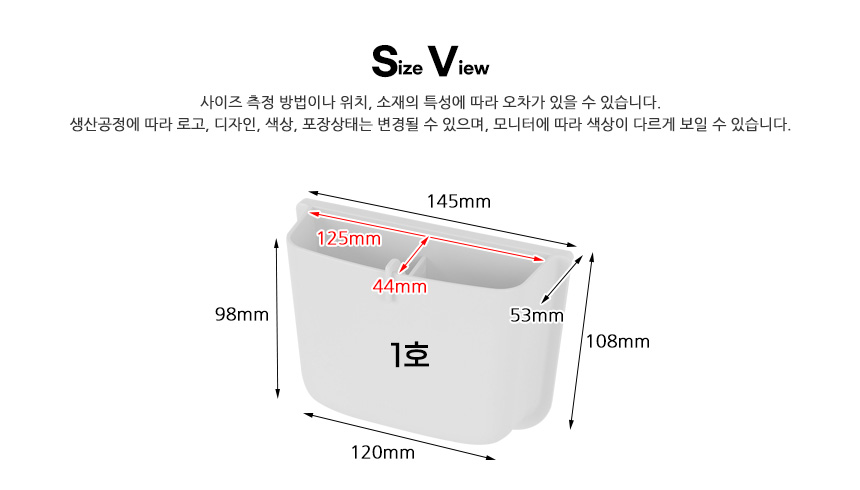 Size View
사이즈 측정 방법이나 위치, 소재의 특성에 따라 오차가 있을 수 있습니다.
생산공정에 따라 로고, 디자인, 색상, 포장상태는 변경될 수 있으며, 모니터에 따라 색상이 다르게 보일 수 있습니다.
145mm
125mm
44mm
98mm
53mm
108mm
1호
120mm